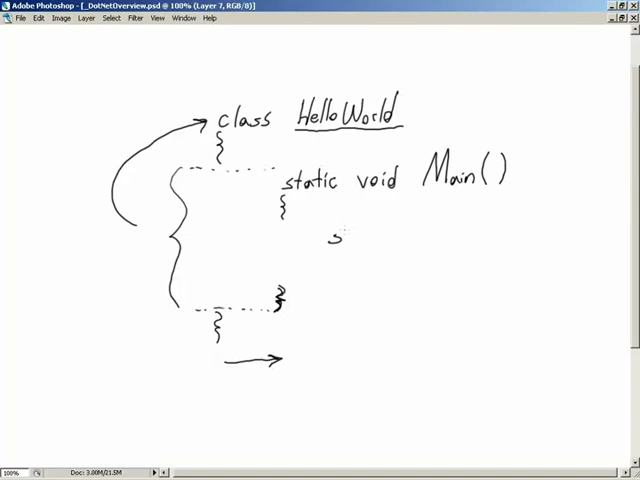 Adobe Photoshop - [_DotNetOverview.psd @ 100% (Layer 7, RGB/8)]
File Edit Image Layer Select Filter View Window Help
class HelloWorld
{
static void Main()
{
s
}
}
100% Doc: 3.00M/21.5M